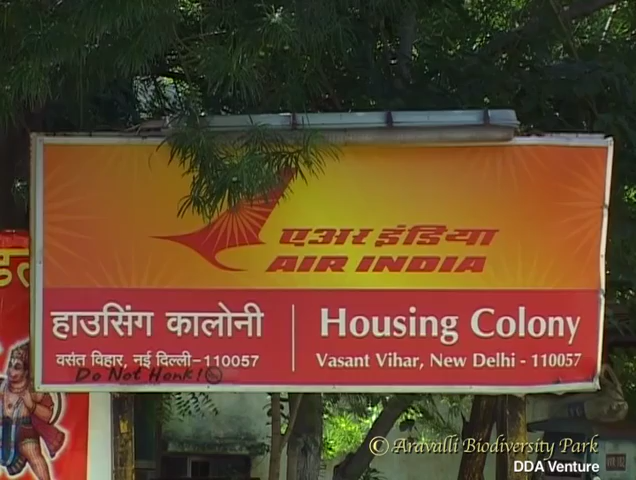 एअर इंडिया
AIR INDIA
हाउसिंग कालोनी
वसंत विहार, नई दिल्ली-110057
Do Not Honk!
Housing Colony
Vasant Vihar, New Delhi - 110057
© Aravalli Biodiversity Park
DDA Venture